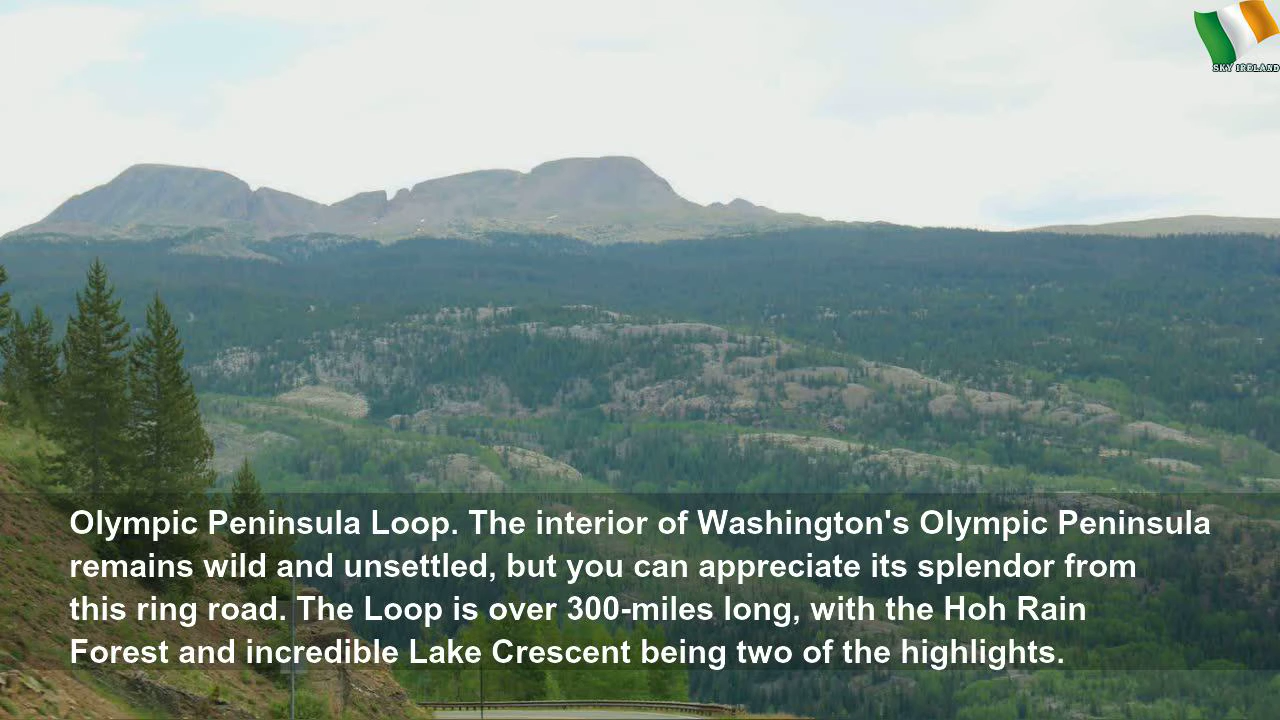 SKY IRELAND
Olympic Peninsula Loop. The interior of Washington's Olympic Peninsula
remains wild and unsettled, but you can appreciate its splendor from
this ring road. The Loop is over 300-miles long, with the Hoh Rain
Forest and incredible Lake Crescent being two of the highlights.